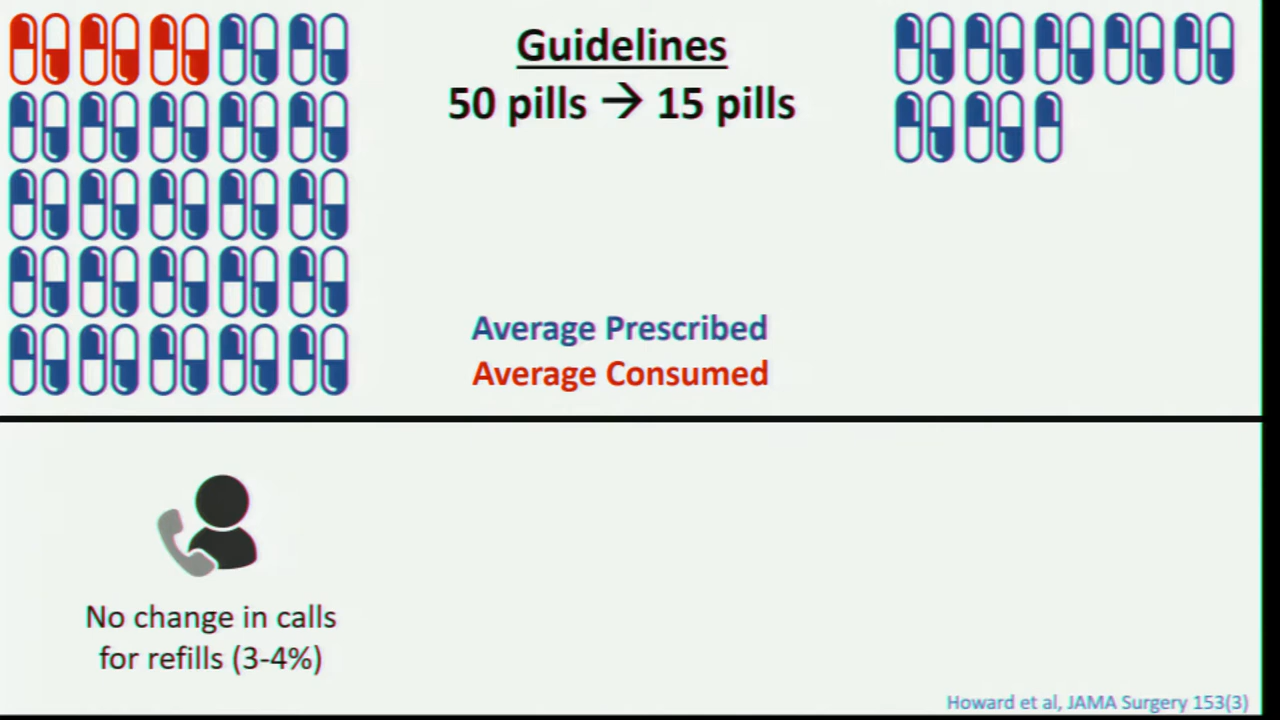 Guidelines
50 pills → 15 pills
Average Prescribed
Average Consumed
No change in calls
for refills (3-4%)
Howard et al, JAMA Surgery 153(3)